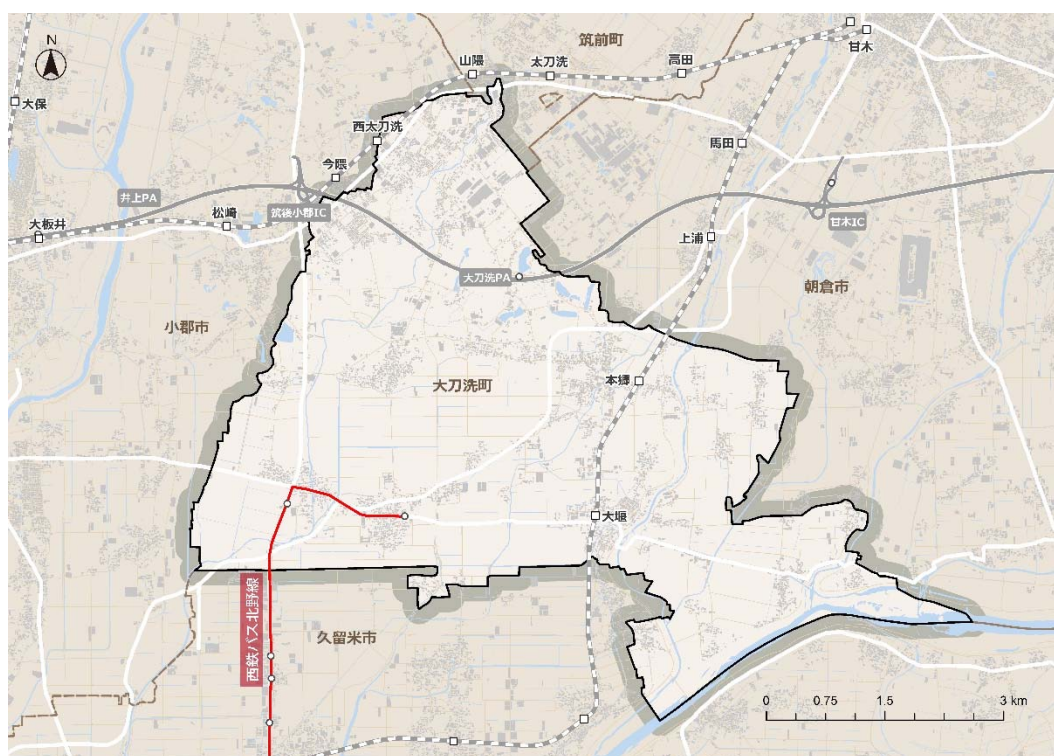 N
筑前町
甘木
山隈
太刀洗
高田
大保
西太刀洗
馬田
今隈
井上PA
筑後小郡IC
松崎
大板井
甘木IC
上浦
大刀洗PA
朝倉市
小郡市
大刀洗町
本郷
大堰
西鉄バス北野線
久留米市
0 0.75 1.5 3 km